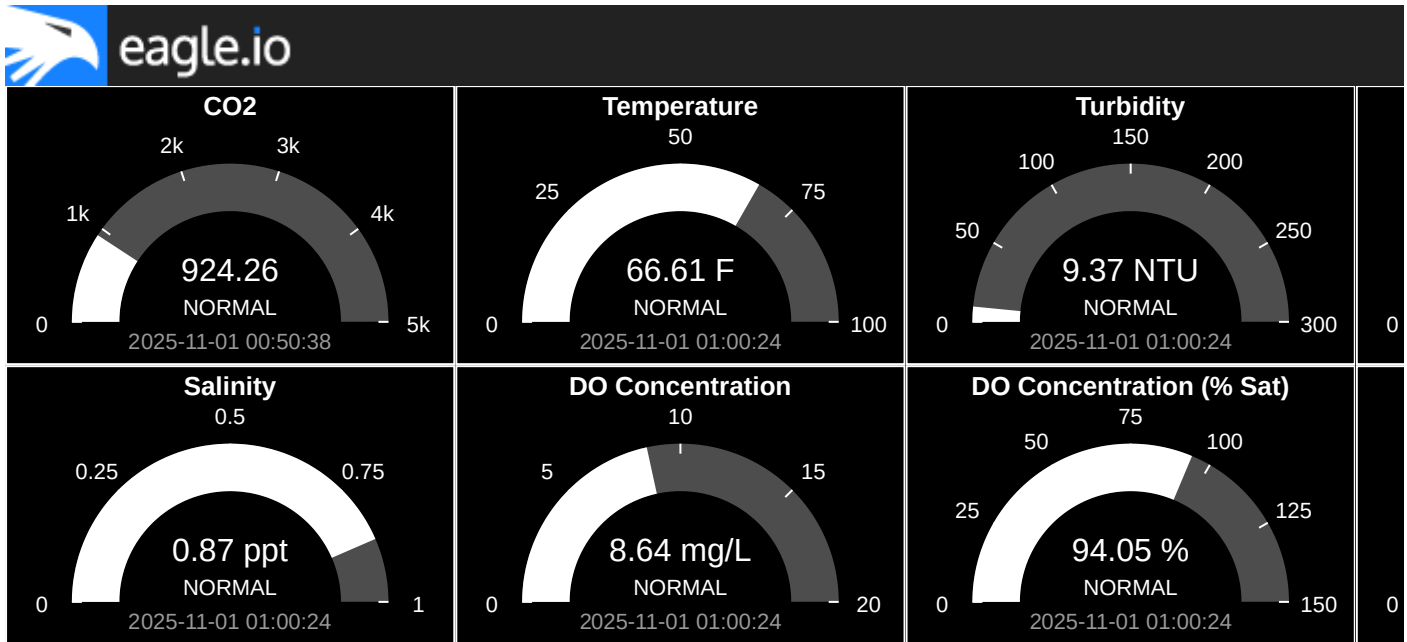 eagle.io
CO2
2k
3k
1k
4k
924.26
NORMAL
0
5k
2025-11-01 00:50:38
Temperature
50
25
75
66.61 F
NORMAL
0
100
2025-11-01 01:00:24
Turbidity
150
100
200
50
250
9.37 NTU
NORMAL
0
300
2025-11-01 01:00:24
0
Salinity
0.5
0.25
0.75
0.87 ppt
NORMAL
0
1
2025-11-01 01:00:24
DO Concentration
10
5
15
8.64 mg/L
NORMAL
0
20
2025-11-01 01:00:24
DO Concentration (% Sat)
75
50
100
25
125
94.05 %
NORMAL
0
150
2025-11-01 01:00:24
0